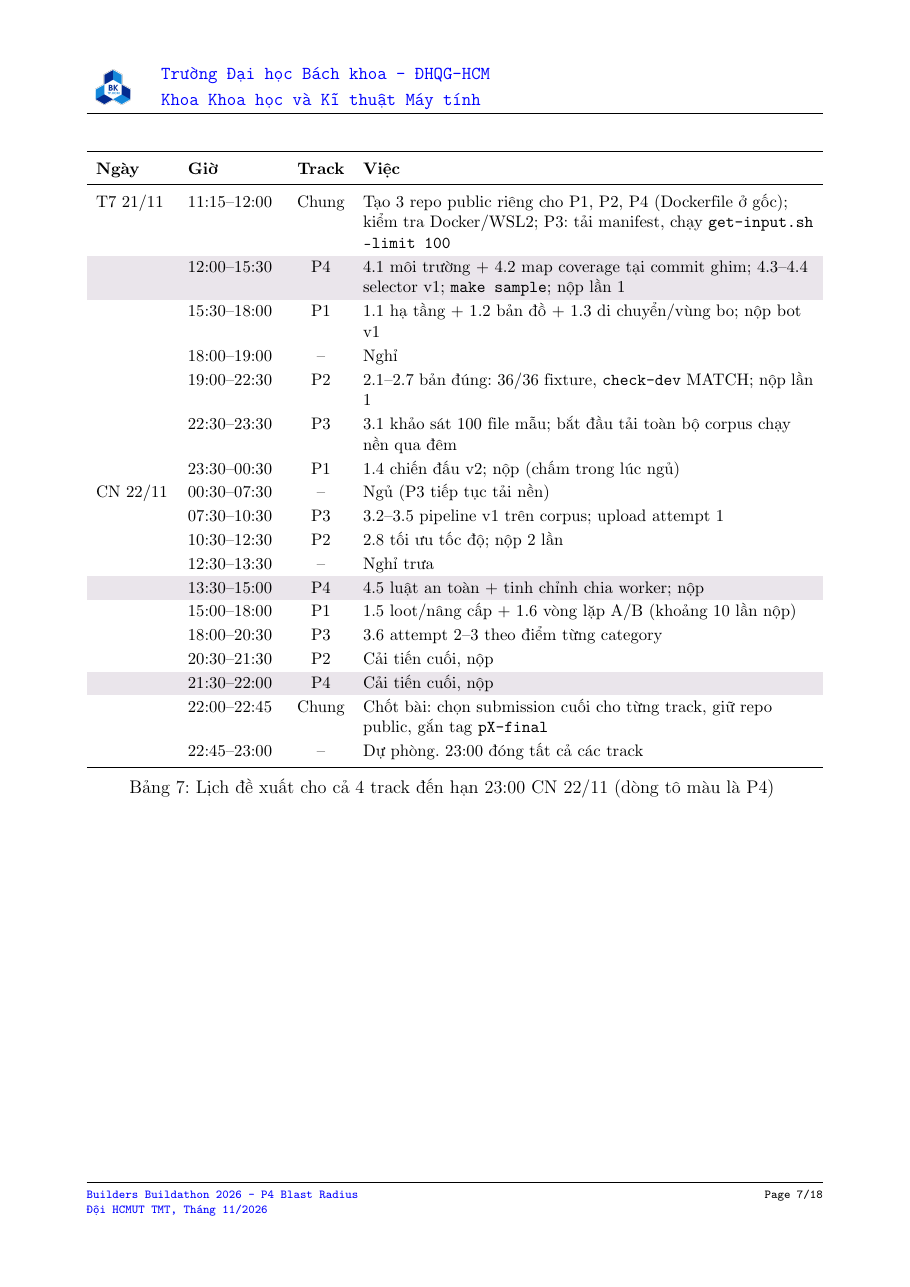 BK
Trường Đại học Bách khoa - ĐHQG-HCM
Khoa Khoa học và Kĩ thuật Máy tính
Ngày Giờ Track Việc
T7 21/11 11:15–12:00 Chung Tạo 3 repo public riêng cho P1, P2, P4 (Dockerfile ở gốc);
kiểm tra Docker/WSL2; P3: tải manifest, chạy get-input.sh
-limit 100
12:00–15:30 P4 4.1 môi trường + 4.2 map coverage tại commit ghim; 4.3–4.4
selector v1; make sample; nộp lần 1
15:30–18:00 P1 1.1 hạ tầng + 1.2 bản đồ + 1.3 di chuyển/vùng bo; nộp bot
v1
18:00–19:00 – Nghỉ
19:00–22:30 P2 2.1–2.7 bản đúng: 36/36 fixture, check-dev MATCH; nộp lần
1
22:30–23:30 P3 3.1 khảo sát 100 file mẫu; bắt đầu tải toàn bộ corpus chạy
nền qua đêm
23:30–00:30 P1 1.4 chiến đấu v2; nộp (chấm trong lúc ngủ)
CN 22/11 00:30–07:30 – Ngủ (P3 tiếp tục tải nền)
07:30–10:30 P3 3.2–3.5 pipeline v1 trên corpus; upload attempt 1
10:30–12:30 P2 2.8 tối ưu tốc độ; nộp 2 lần
12:30–13:30 – Nghỉ trưa
13:30–15:00 P4 4.5 luật an toàn + tinh chỉnh chia worker; nộp
15:00–18:00 P1 1.5 loot/nâng cấp + 1.6 vòng lặp A/B (khoảng 10 lần nộp)
18:00–20:30 P3 3.6 attempt 2–3 theo điểm từng category
20:30–21:30 P2 Cải tiến cuối, nộp
21:30–22:00 P4 Cải tiến cuối, nộp
22:00–22:45 Chung Chốt bài: chọn submission cuối cho từng track, giữ repo
public, gắn tag pX-final
22:45–23:00 – Dự phòng. 23:00 đóng tất cả các track
Bảng 7: Lịch đề xuất cho cả 4 track đến hạn 23:00 CN 22/11 (dòng tô màu là P4)
Builders Buildathon 2026 - P4 Blast Radius Page 7/18
Đội HCMUT TMT, Tháng 11/2026